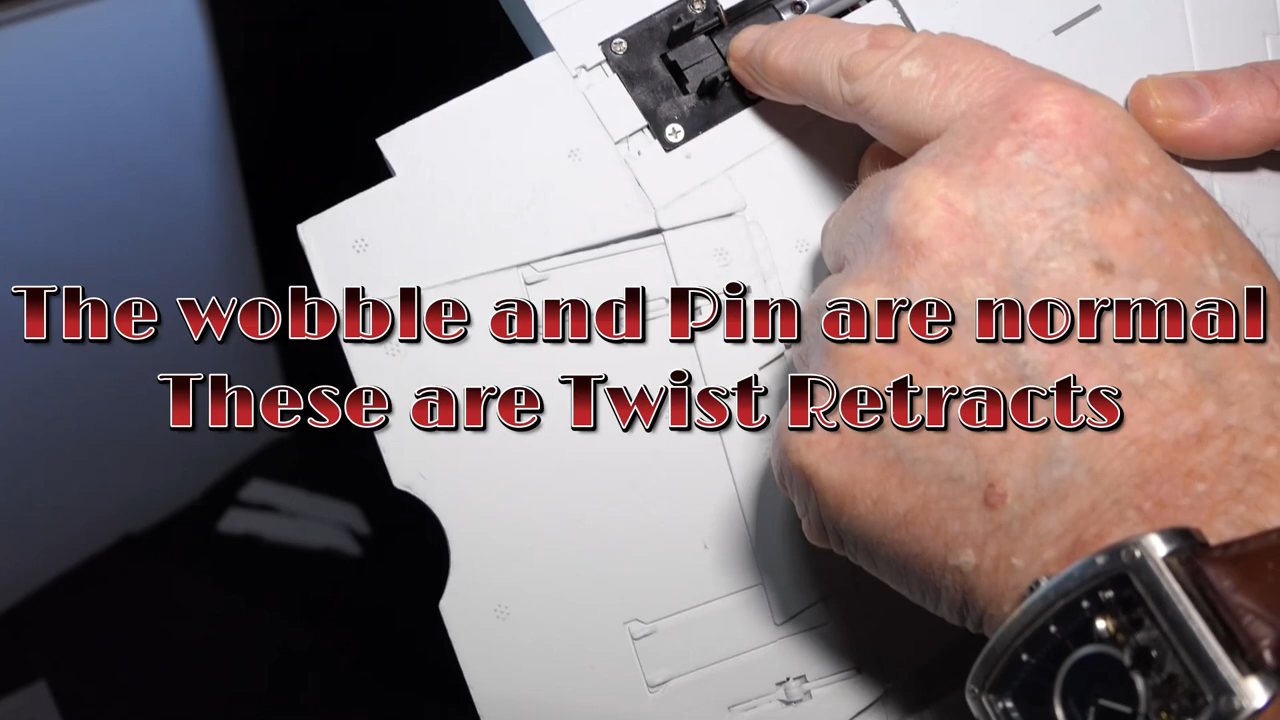 The wobble and Pin are normal
These are Twist Retracts